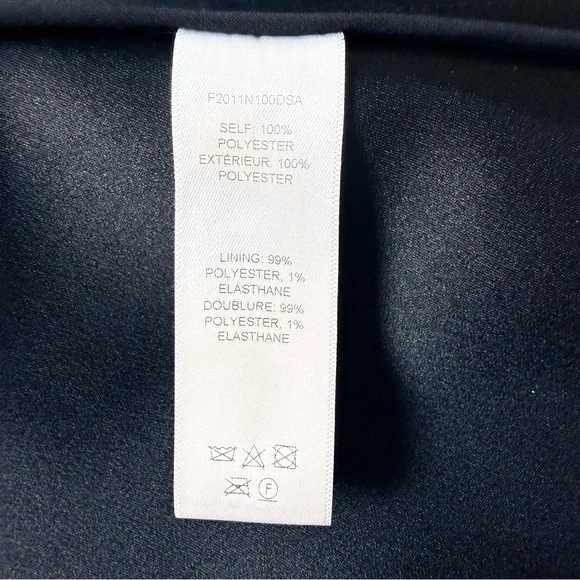 F2011N100DSA
SELF: 100%
POLYESTER
EXTÉRIEUR: 100%
POLYESTER
LINING: 99%
POLYESTER, 1%
ELASTHANE
DOUBLURE: 99%
POLYESTER, 1%
ELASTHANE
F